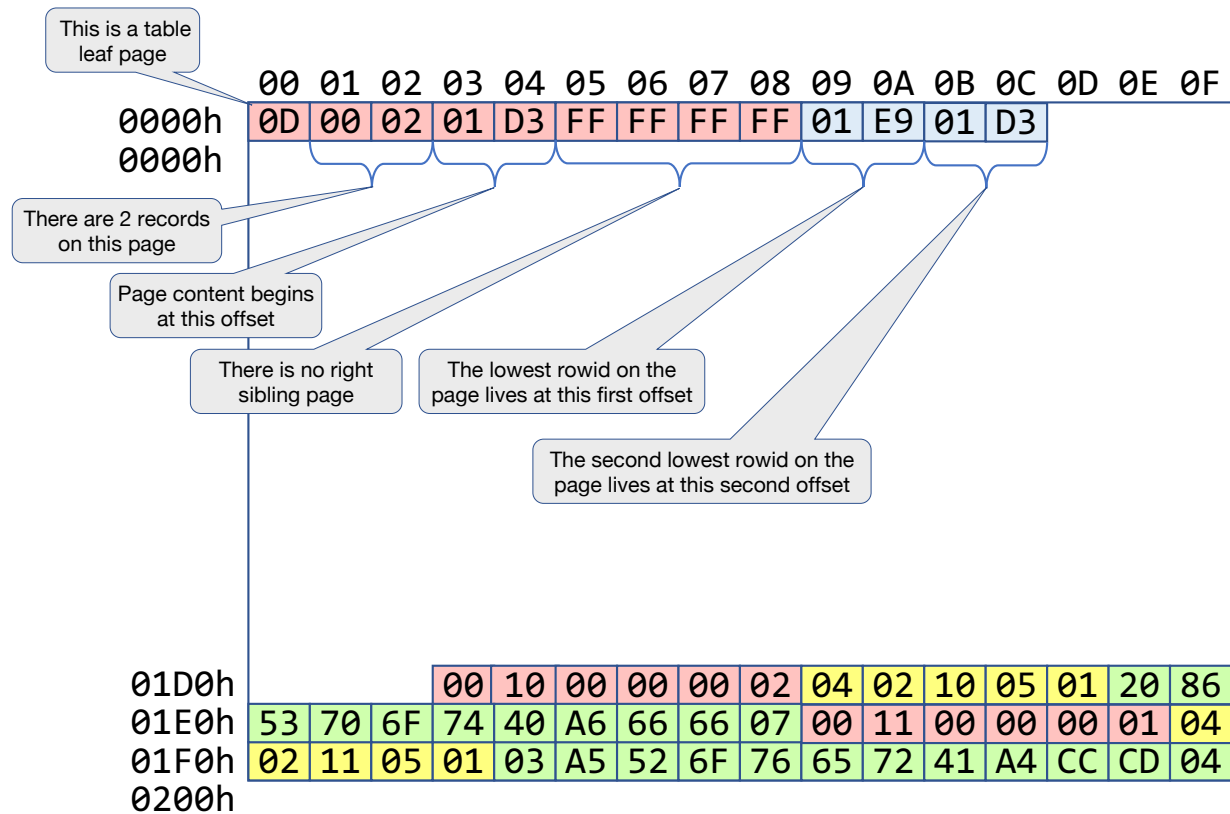 This is a table
leaf page
00 01 02 03 04 05 06 07 08 09 0A 0B 0C 0D 0E 0F
0000h 0D 00 02 01 D3 FF FF FF FF 01 E9 01 D3
0000h
There are 2 records
on this page
Page content begins
at this offset
There is no right
sibling page
The lowest rowid on the
page lives at this first offset
The second lowest rowid on the
page lives at this second offset
01D0h 00 10 00 00 00 02 04 02 10 05 01 20 86
01E0h 53 70 6F 74 40 A6 66 66 07 00 11 00 00 00 01 04
01F0h 02 11 05 01 03 A5 52 6F 76 65 72 41 A4 CC CD 04
0200h